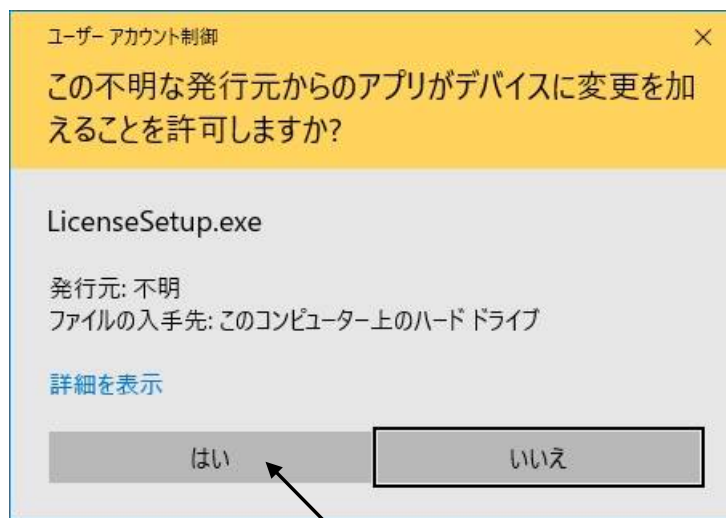 ユーザー アカウント制御
この不明な発行元からのアプリがデバイスに変更を加
えることを許可しますか?
LicenseSetup.exe
発行元: 不明
ファイルの入手先: このコンピューター上のハード ドライブ
詳細を表示
はい
いいえ